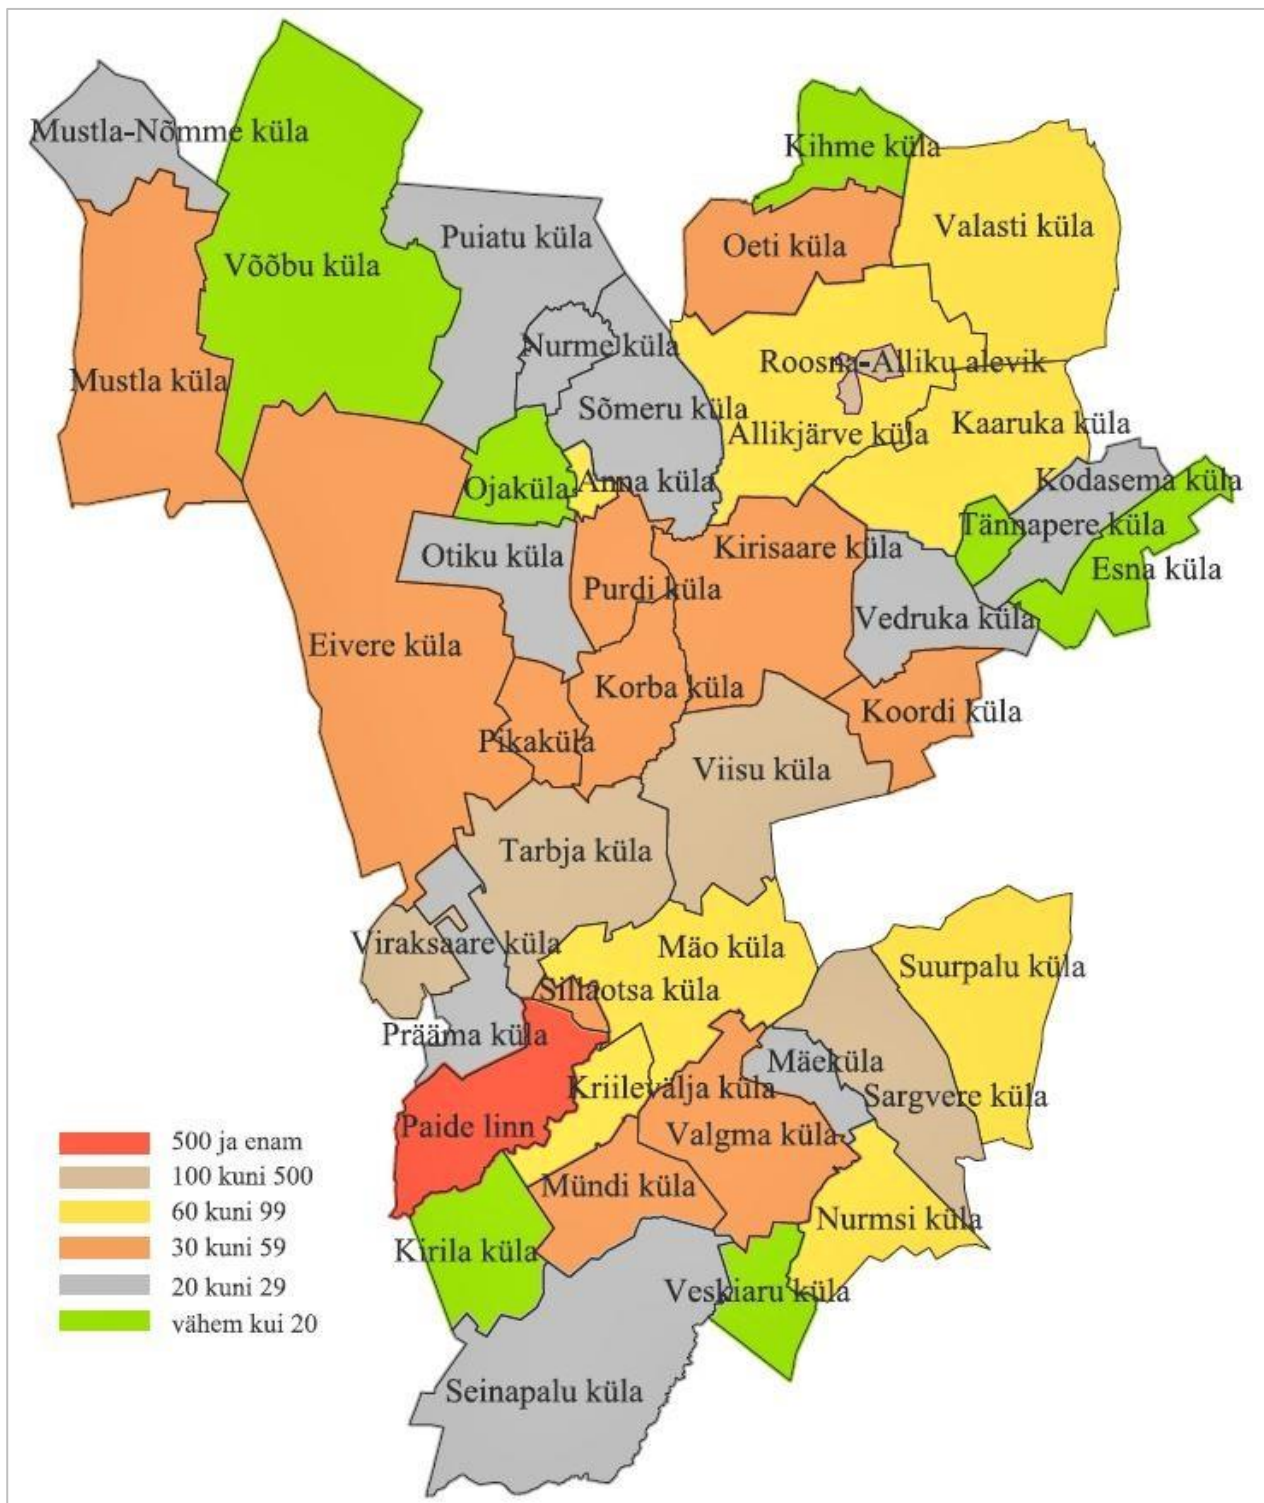 Mustla-Nõmme küla
Kihme küla
Valasti küla
Puiatu küla
Oeti küla
Võõbu küla
Nurme küla
Roosna-Alliku alevik
Mustla küla
Sõmeru küla
Kaaruka küla
Allikjärve küla
Anna küla
Kodasema küla
Ojaküla
Tännapere küla
Kirisaare küla
Otiku küla
Esna küla
Purdi küla
Vedruka küla
Eivere küla
Korba küla
Koordi küla
Pikaküla
Viisu küla
Tarbja küla
Viraksaare küla
Mäo küla
Suurpalu küla
Sillaotsa küla
Prääma küla
Mäeküla
Kriilevälja küla
Sargvere küla
Paide linn
Valgma küla
Mündi küla
Nurmsi küla
Kirila küla
Veskiaru küla
Seinapalu küla
500 ja enam
100 kuni 500
60 kuni 99
30 kuni 59
20 kuni 29
vähem kui 20